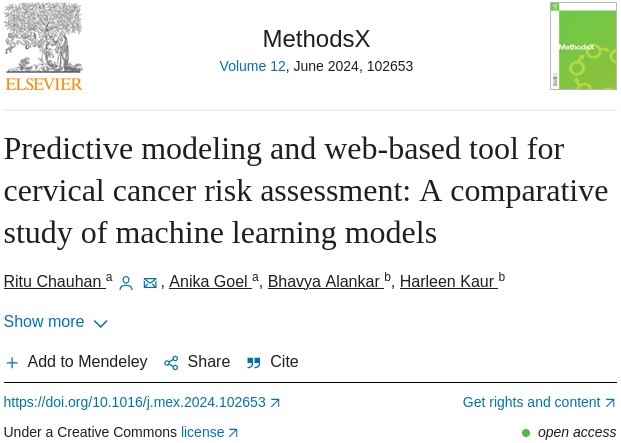 ELSEVIER
MethodsX
Volume 12, June 2024, 102653
MethodsX
Predictive modeling and web-based tool for
cervical cancer risk assessment: A comparative
study of machine learning models
Ritu Chauhan a , Anika Goel a, Bhavya Alankar b, Harleen Kaur b
Show more
Add to Mendeley Share Cite
https://doi.org/10.1016/j.mex.2024.102653 Get rights and content
Under a Creative Commons license open access